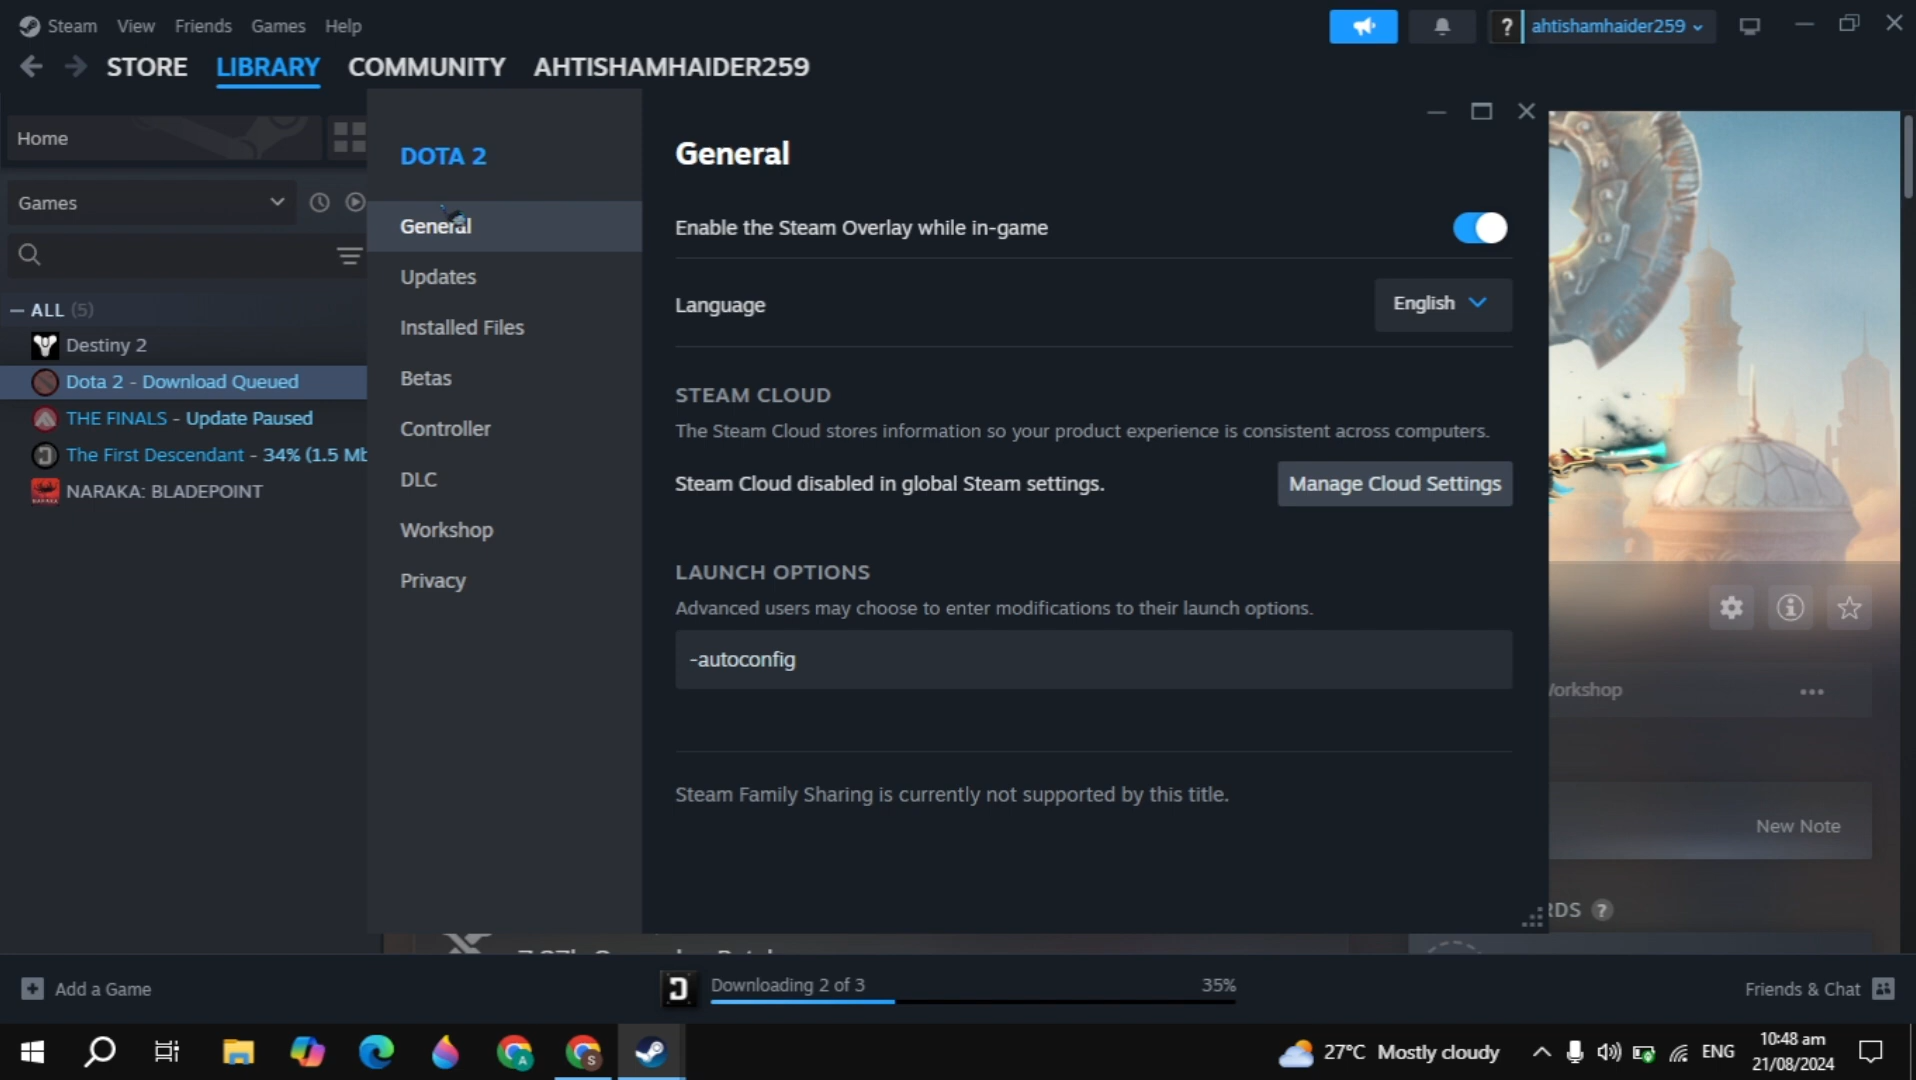 Steam View Friends Games Help
? ahtishamhaider259
STORE LIBRARY COMMUNITY AHTISHAMHAIDER259
Home
Games
ALL (5)
Destiny 2
Dota 2 - Download Queued
THE FINALS - Update Paused
The First Descendant - 34% (1.5 Mb
NARAKA: BLADEPOINT
DOTA 2
General
Updates
Installed Files
Betas
Controller
DLC
Workshop
Privacy
General
Enable the Steam Overlay while in-game
Language English
STEAM CLOUD
The Steam Cloud stores information so your product experience is consistent across computers.
Steam Cloud disabled in global Steam settings. Manage Cloud Settings
LAUNCH OPTIONS
Advanced users may choose to enter modifications to their launch options.
-autoconfig
Steam Family Sharing is currently not supported by this title.
Workshop
New Note
RDS ?
Add a Game
Downloading 2 of 3 35%
Friends & Chat
27°C Mostly cloudy
ENG
10:48 am
21/08/2024